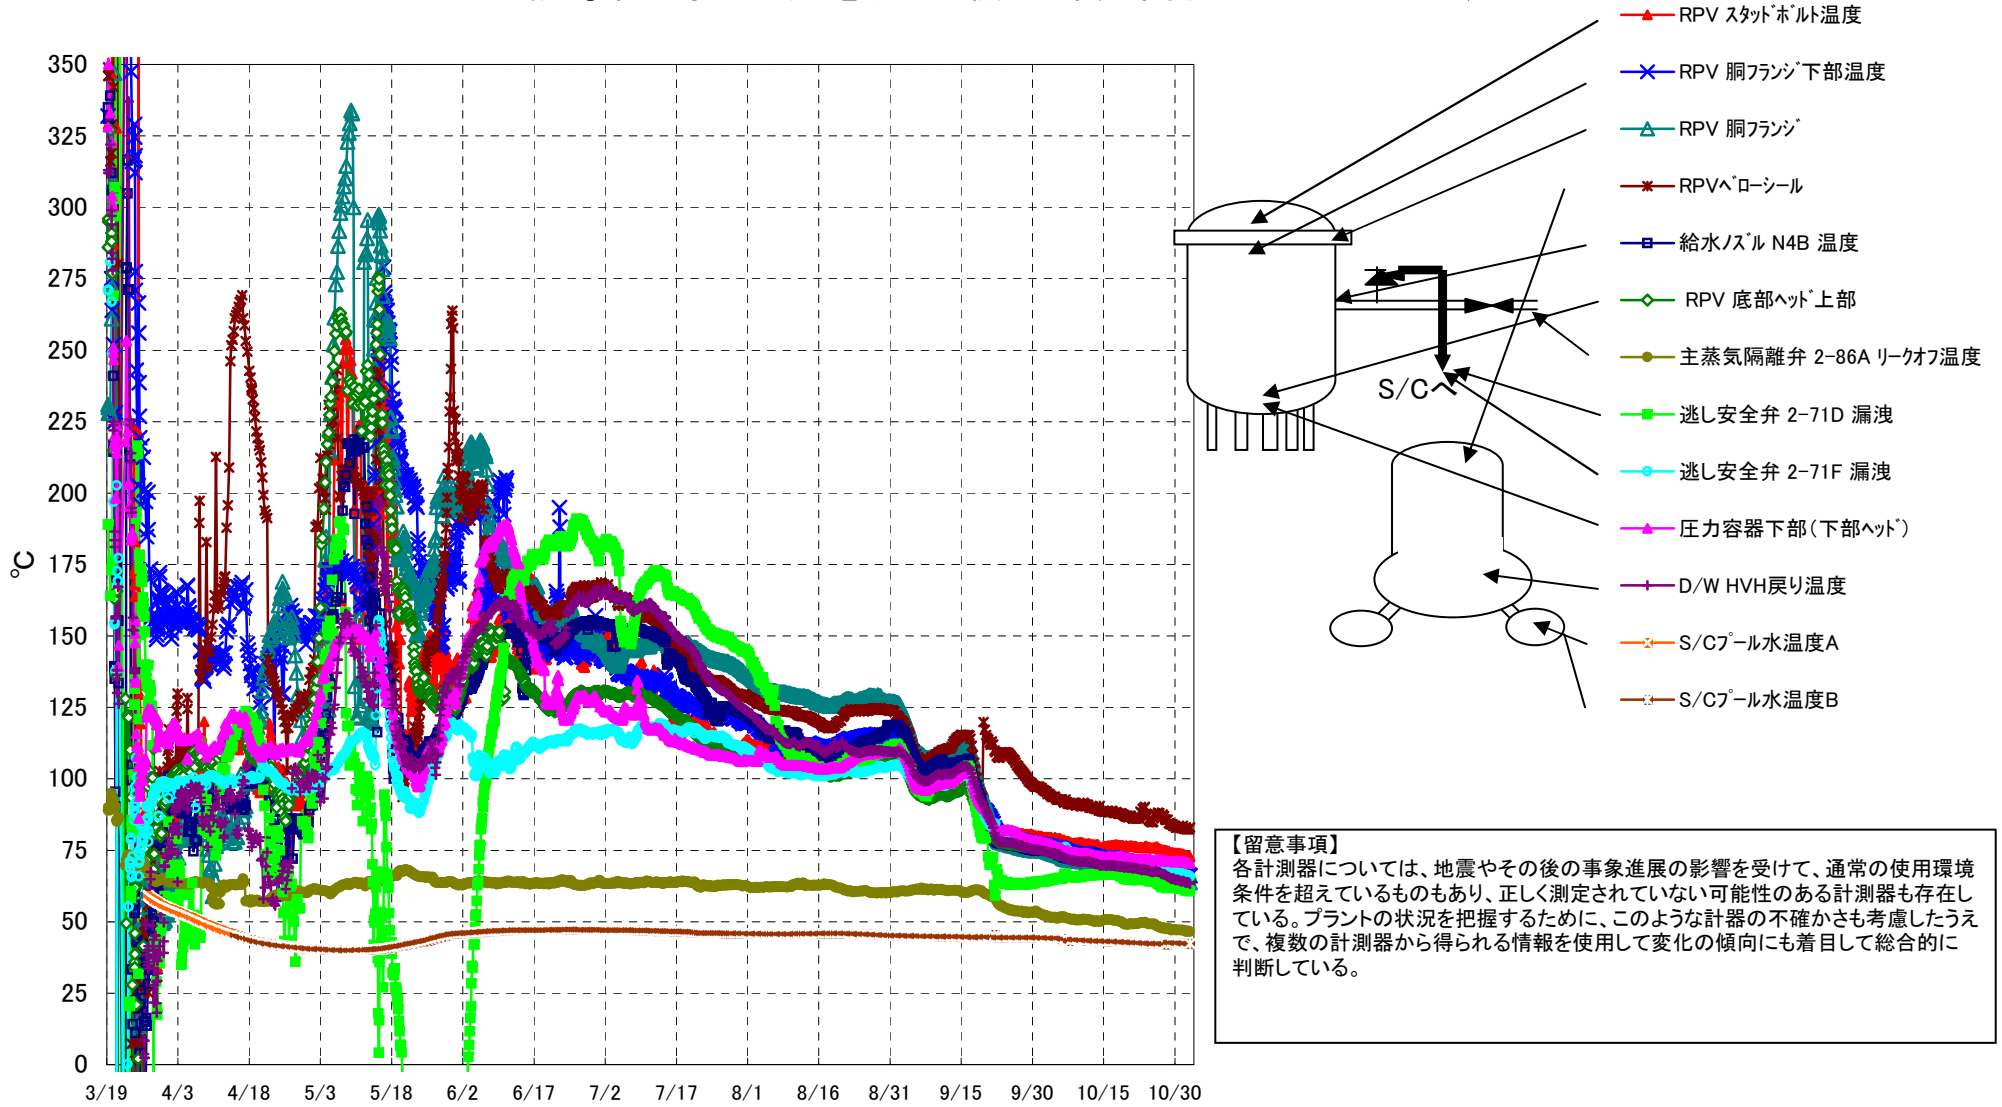 RPV スタッドボルト温度
RPV 胴フランジ下部温度
RPV 胴フランジ
RPVベローシール
給水ノズル N4B 温度
RPV 底部ヘッド上部
主蒸気隔離弁 2-86A リークオフ温度
逃し安全弁 2-71D 漏洩
逃し安全弁 2-71F 漏洩
圧力容器下部（下部ヘッド）
D/W HVH戻り温度
S/Cプール水温度A
S/Cプール水温度B
S/Cへ
℃
350
325
300
275
250
225
200
175
150
125
100
75
50
25
0
3/19 4/3 4/18 5/3 5/18 6/2 6/17 7/2 7/17 8/1 8/16 8/31 9/15 9/30 10/15 10/30
【留意事項】
各計測器については、地震やその後の事象進展の影響を受けて、通常の使用環境
条件を超えているものもあり、正しく測定されていない可能性のある計測器も存在し
ている。プラントの状況を把握するために、このような計器の不確かさも考慮したうえ
で、複数の計測器から得られる情報を使用して変化の傾向にも着目して総合的に
判断している。